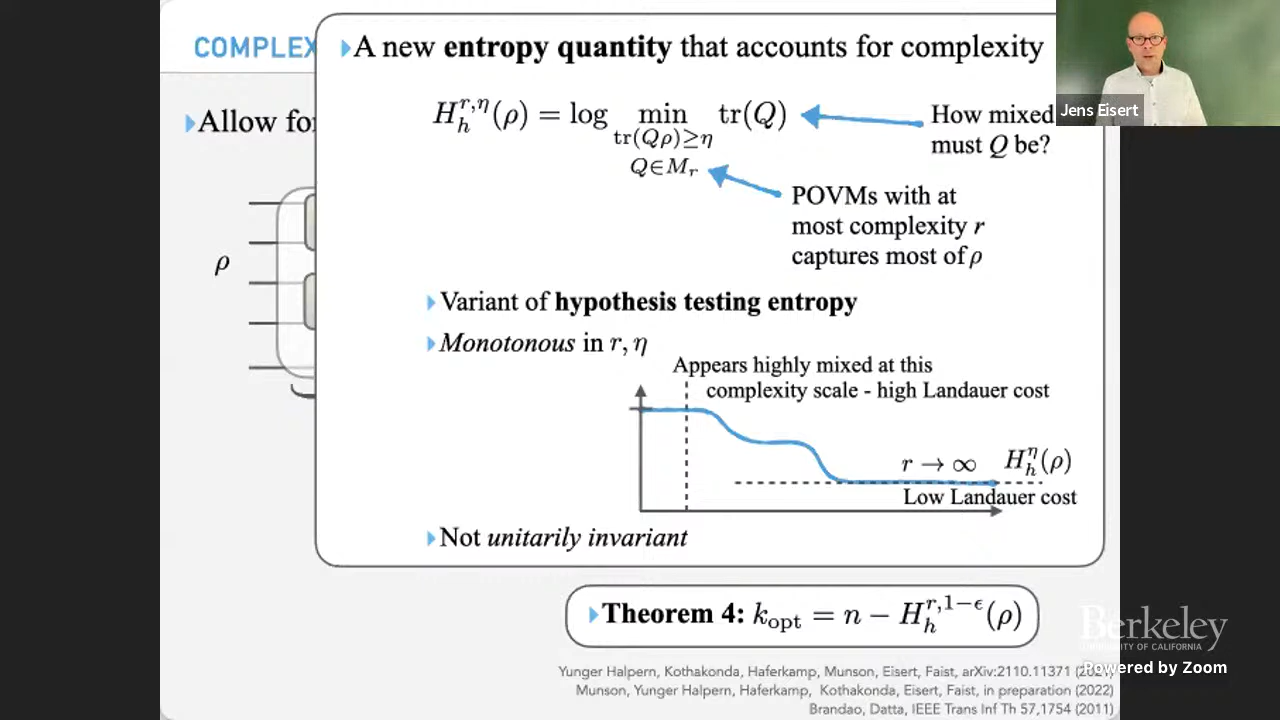 COMPLEX
▸Allow fo
ρ
▸A new entropy quantity that accounts for complexity
H_h^{r,η}(ρ) = log min tr(Q)
tr(Qρ)≥η
Q∈M_r
How mixed
must Q be?
POVMs with at
most complexity r
captures most of ρ
▸Variant of hypothesis testing entropy
▸Monotonous in r, η
Appears highly mixed at this
complexity scale - high Landauer cost
r → ∞ H_h^η(ρ)
Low Landauer cost
▸Not unitarily invariant
▸Theorem 4: k_opt = n − H_h^{r,1−ϵ}(ρ)
Yunger Halpern, Kothakonda, Haferkamp, Munson, Eisert, Faist, arXiv:2110.11371 (2021)
Munson, Yunger Halpern, Haferkamp, Kothakonda, Eisert, Faist, in preparation (2022)
Brandao, Datta, IEEE Trans Inf Th 57,1754 (2011)
Jens Eisert
Berkeley
UNIVERSITY OF CALIFORNIA
Powered by Zoom